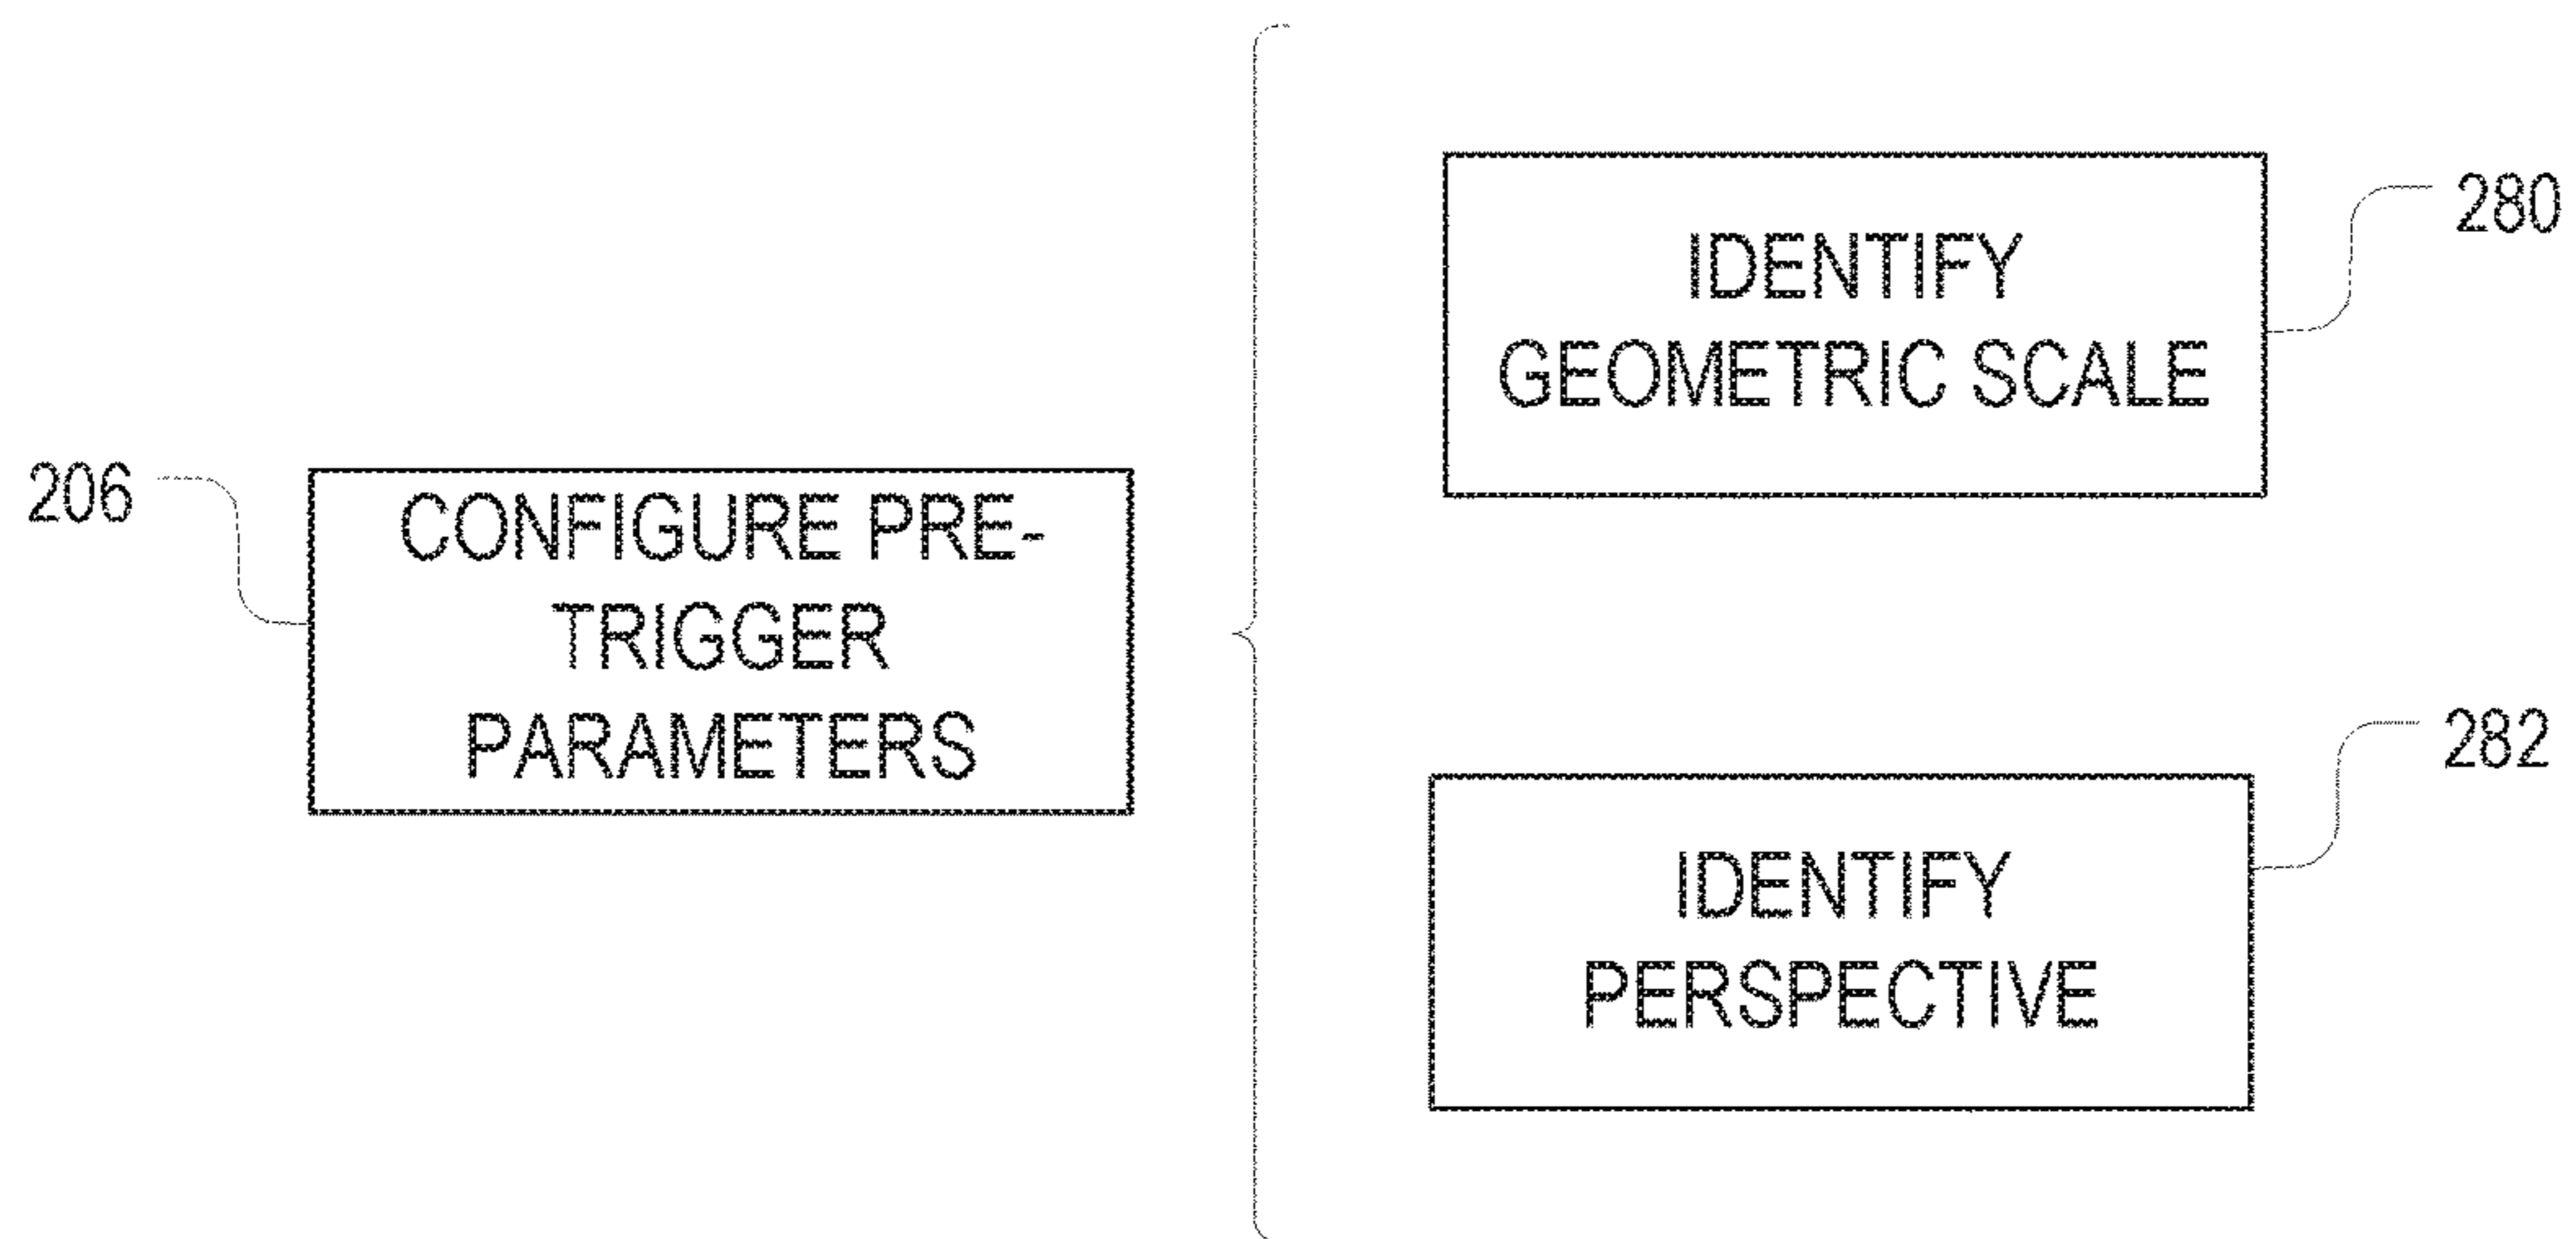 206
CONFIGURE PRE-
TRIGGER
PARAMETERS
IDENTIFY
GEOMETRIC SCALE
280
IDENTIFY
PERSPECTIVE
282